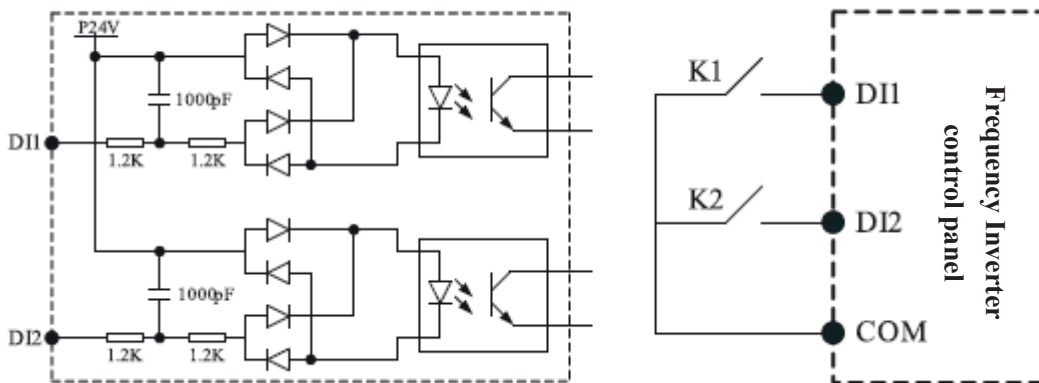 P24V
1000pF
DI1
1.2K
1.2K
1000pF
DI2
1.2K
1.2K
K1
DI1
K2
DI2
COM
Frequency Inverter
control panel